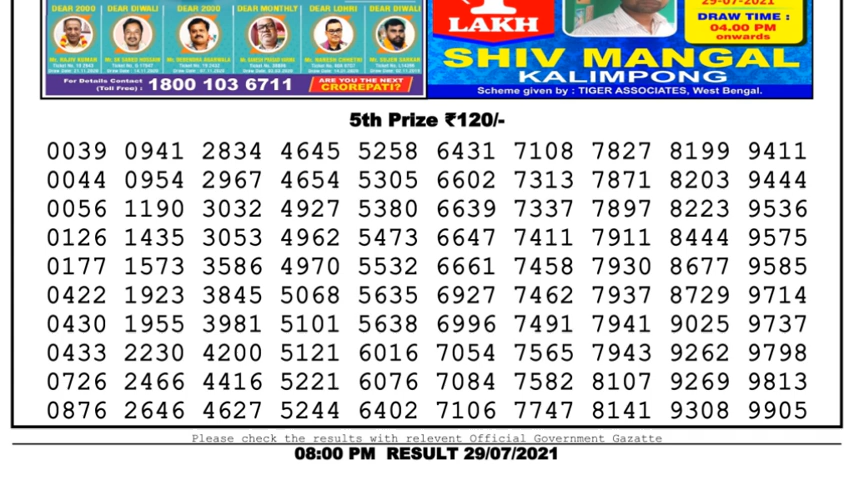 DEAR 2000 DEAR DIWALI DEAR 2000 DEAR MONTHLY DEAR LOHRI DEAR DIWALI
1 LAKH
29-07-2021
DRAW TIME :
04.00 PM
onwards
For Details Contact
(Toll Free) : 1800 103 6711
ARE YOU THE NEXT
CROREPATI?
SHIV MANGAL
KALIMPONG
Scheme given by : TIGER ASSOCIATES, West Bengal.
5th Prize ₹120/-
0039 0941 2834 4645 5258 6431 7108 7827 8199 9411
0044 0954 2967 4654 5305 6602 7313 7871 8203 9444
0056 1190 3032 4927 5380 6639 7337 7897 8223 9536
0126 1435 3053 4962 5473 6647 7411 7911 8444 9575
0177 1573 3586 4970 5532 6661 7458 7930 8677 9585
0422 1923 3845 5068 5635 6927 7462 7937 8729 9714
0430 1955 3981 5101 5638 6996 7491 7941 9025 9737
0433 2230 4200 5121 6016 7054 7565 7943 9262 9798
0726 2466 4416 5221 6076 7084 7582 8107 9269 9813
0876 2646 4627 5244 6402 7106 7747 8141 9308 9905
Please check the results with relevent Official Government Gazatte
08:00 PM RESULT 29/07/2021